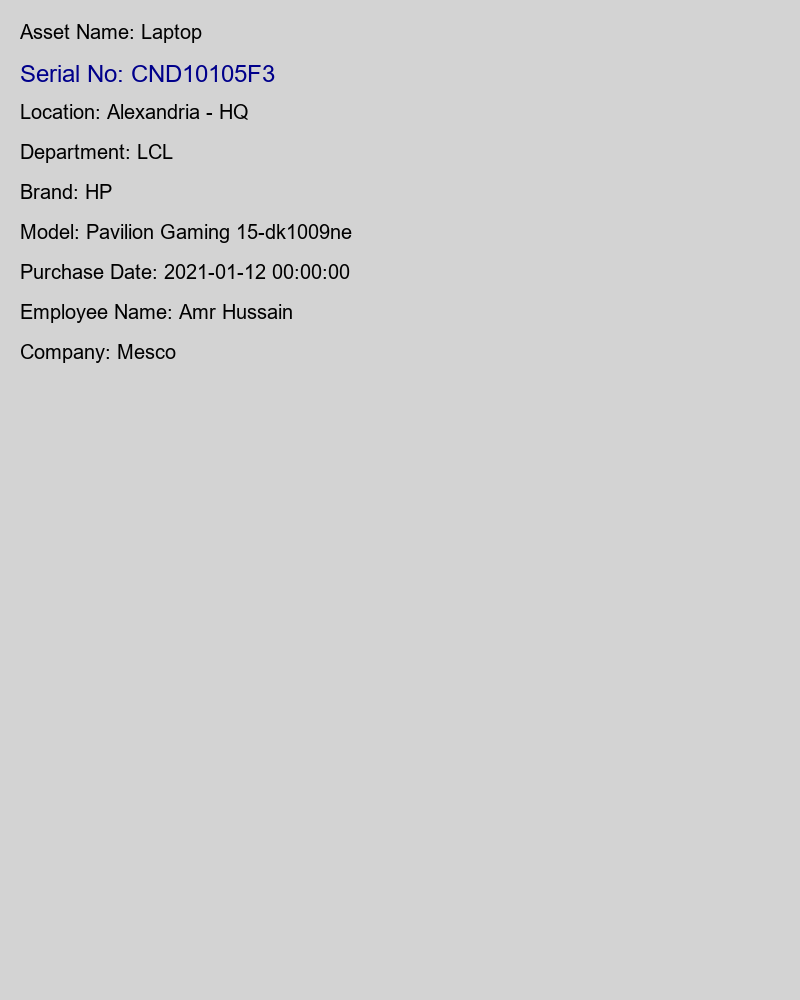 Asset Name: Laptop
Serial No: CND10105F3
Location: Alexandria - HQ
Department: LCL
Brand: HP
Model: Pavilion Gaming 15-dk1009ne
Purchase Date: 2021-01-12 00:00:00
Employee Name: Amr Hussain
Company: Mesco